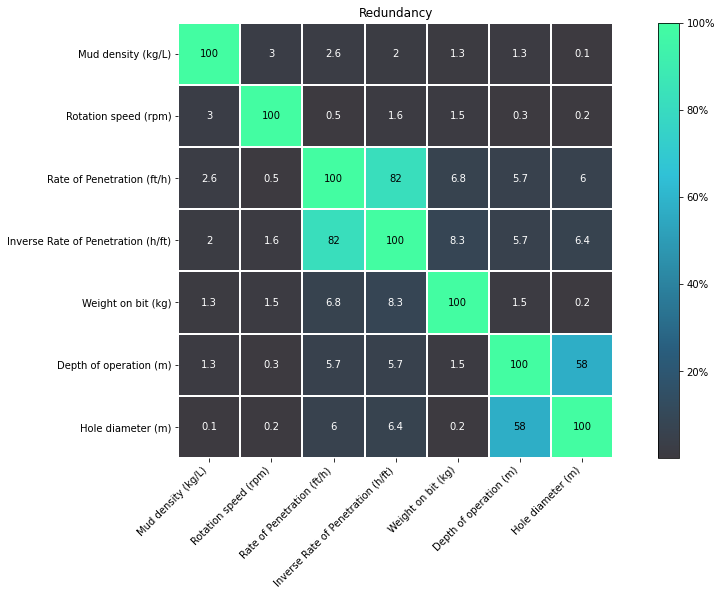 Redundancy
Mud density (kg/L) 100 3 2.6 2 1.3 1.3 0.1
Rotation speed (rpm) 3 100 0.5 1.6 1.5 0.3 0.2
Rate of Penetration (ft/h) 2.6 0.5 100 82 6.8 5.7 6
Inverse Rate of Penetration (h/ft) 2 1.6 82 100 8.3 5.7 6.4
Weight on bit (kg) 1.3 1.5 6.8 8.3 100 1.5 0.2
Depth of operation (m) 1.3 0.3 5.7 5.7 1.5 100 58
Hole diameter (m) 0.1 0.2 6 6.4 0.2 58 100
Mud density (kg/L)
Rotation speed (rpm)
Rate of Penetration (ft/h)
Inverse Rate of Penetration (h/ft)
Weight on bit (kg)
Depth of operation (m)
Hole diameter (m)
100%
80%
60%
40%
20%